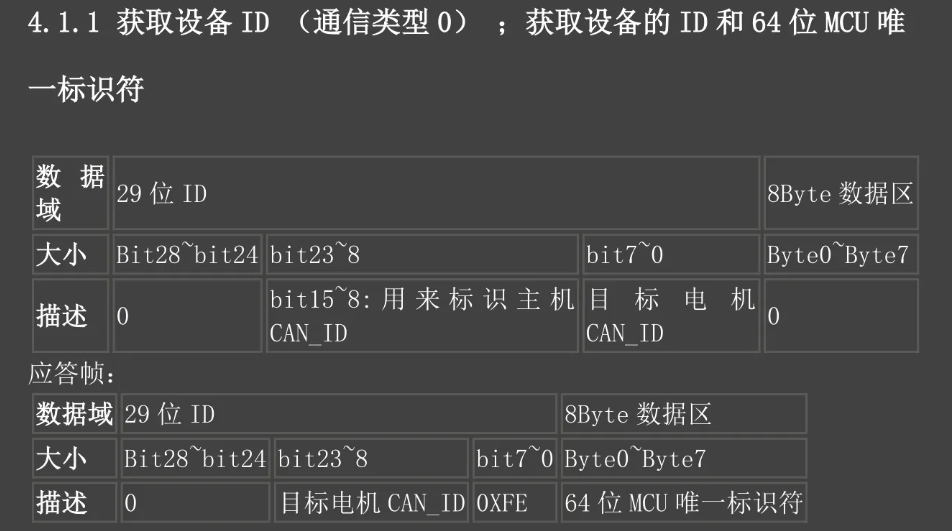 4.1.1 获取设备 ID （通信类型 0） ；获取设备的 ID 和 64 位 MCU 唯
一标识符
数据域 29 位 ID 8Byte 数据区
大小 Bit28~bit24 bit23~8 bit7~0 Byte0~Byte7
描述 0 bit15~8:用来标识主机 CAN_ID 目标电机 CAN_ID 0
应答帧：
数据域 29 位 ID 8Byte 数据区
大小 Bit28~bit24 bit23~8 bit7~0 Byte0~Byte7
描述 0 目标电机 CAN_ID 0XFE 64 位 MCU 唯一标识符